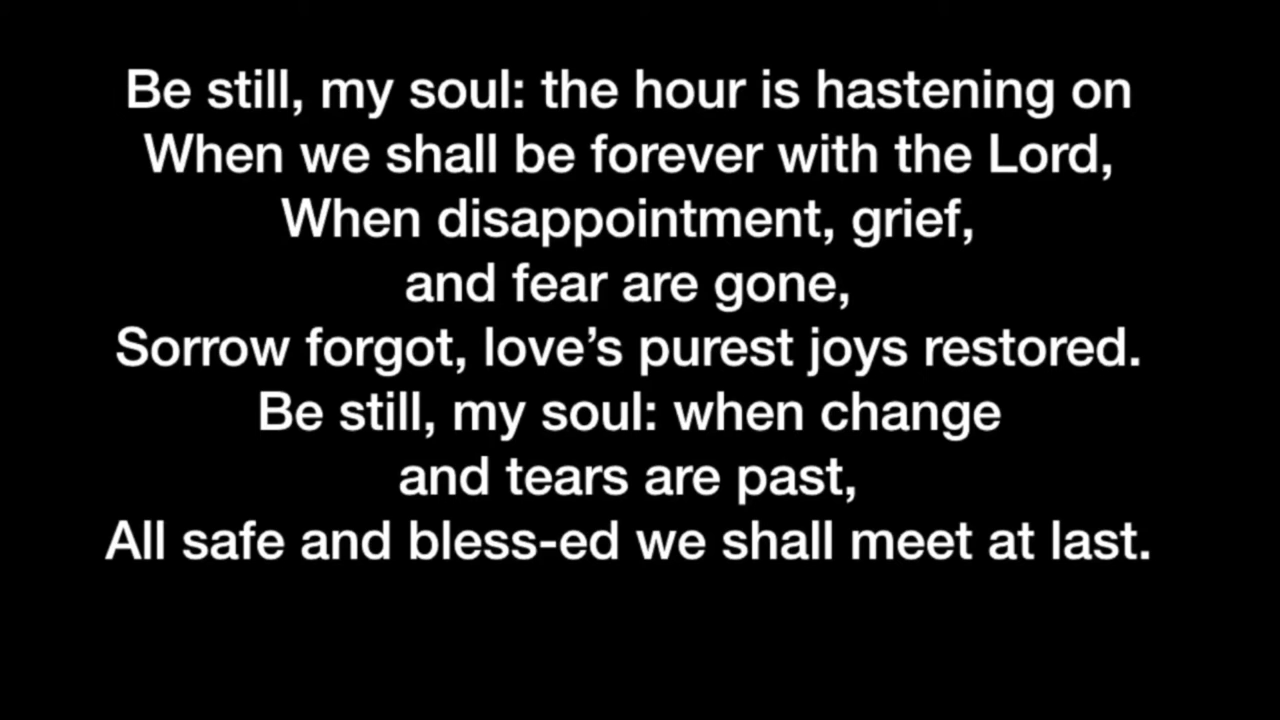 Be still, my soul: the hour is hastening on
When we shall be forever with the Lord,
When disappointment, grief,
and fear are gone,
Sorrow forgot, love’s purest joys restored.
Be still, my soul: when change
and tears are past,
All safe and bless-ed we shall meet at last.